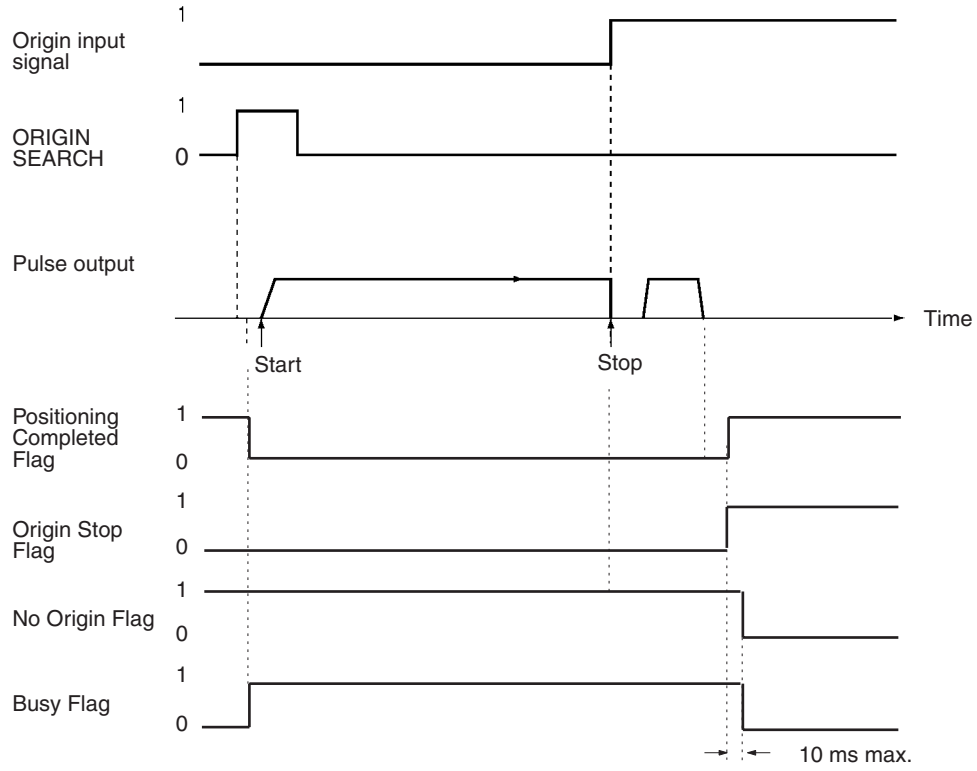 1
Origin input
signal
1
ORIGIN
SEARCH
0
Pulse output
Time
Start
Stop
Positioning
Completed
Flag
1
0
1
Origin Stop
Flag
0
1
No Origin Flag
0
1
Busy Flag
0
10 ms max.